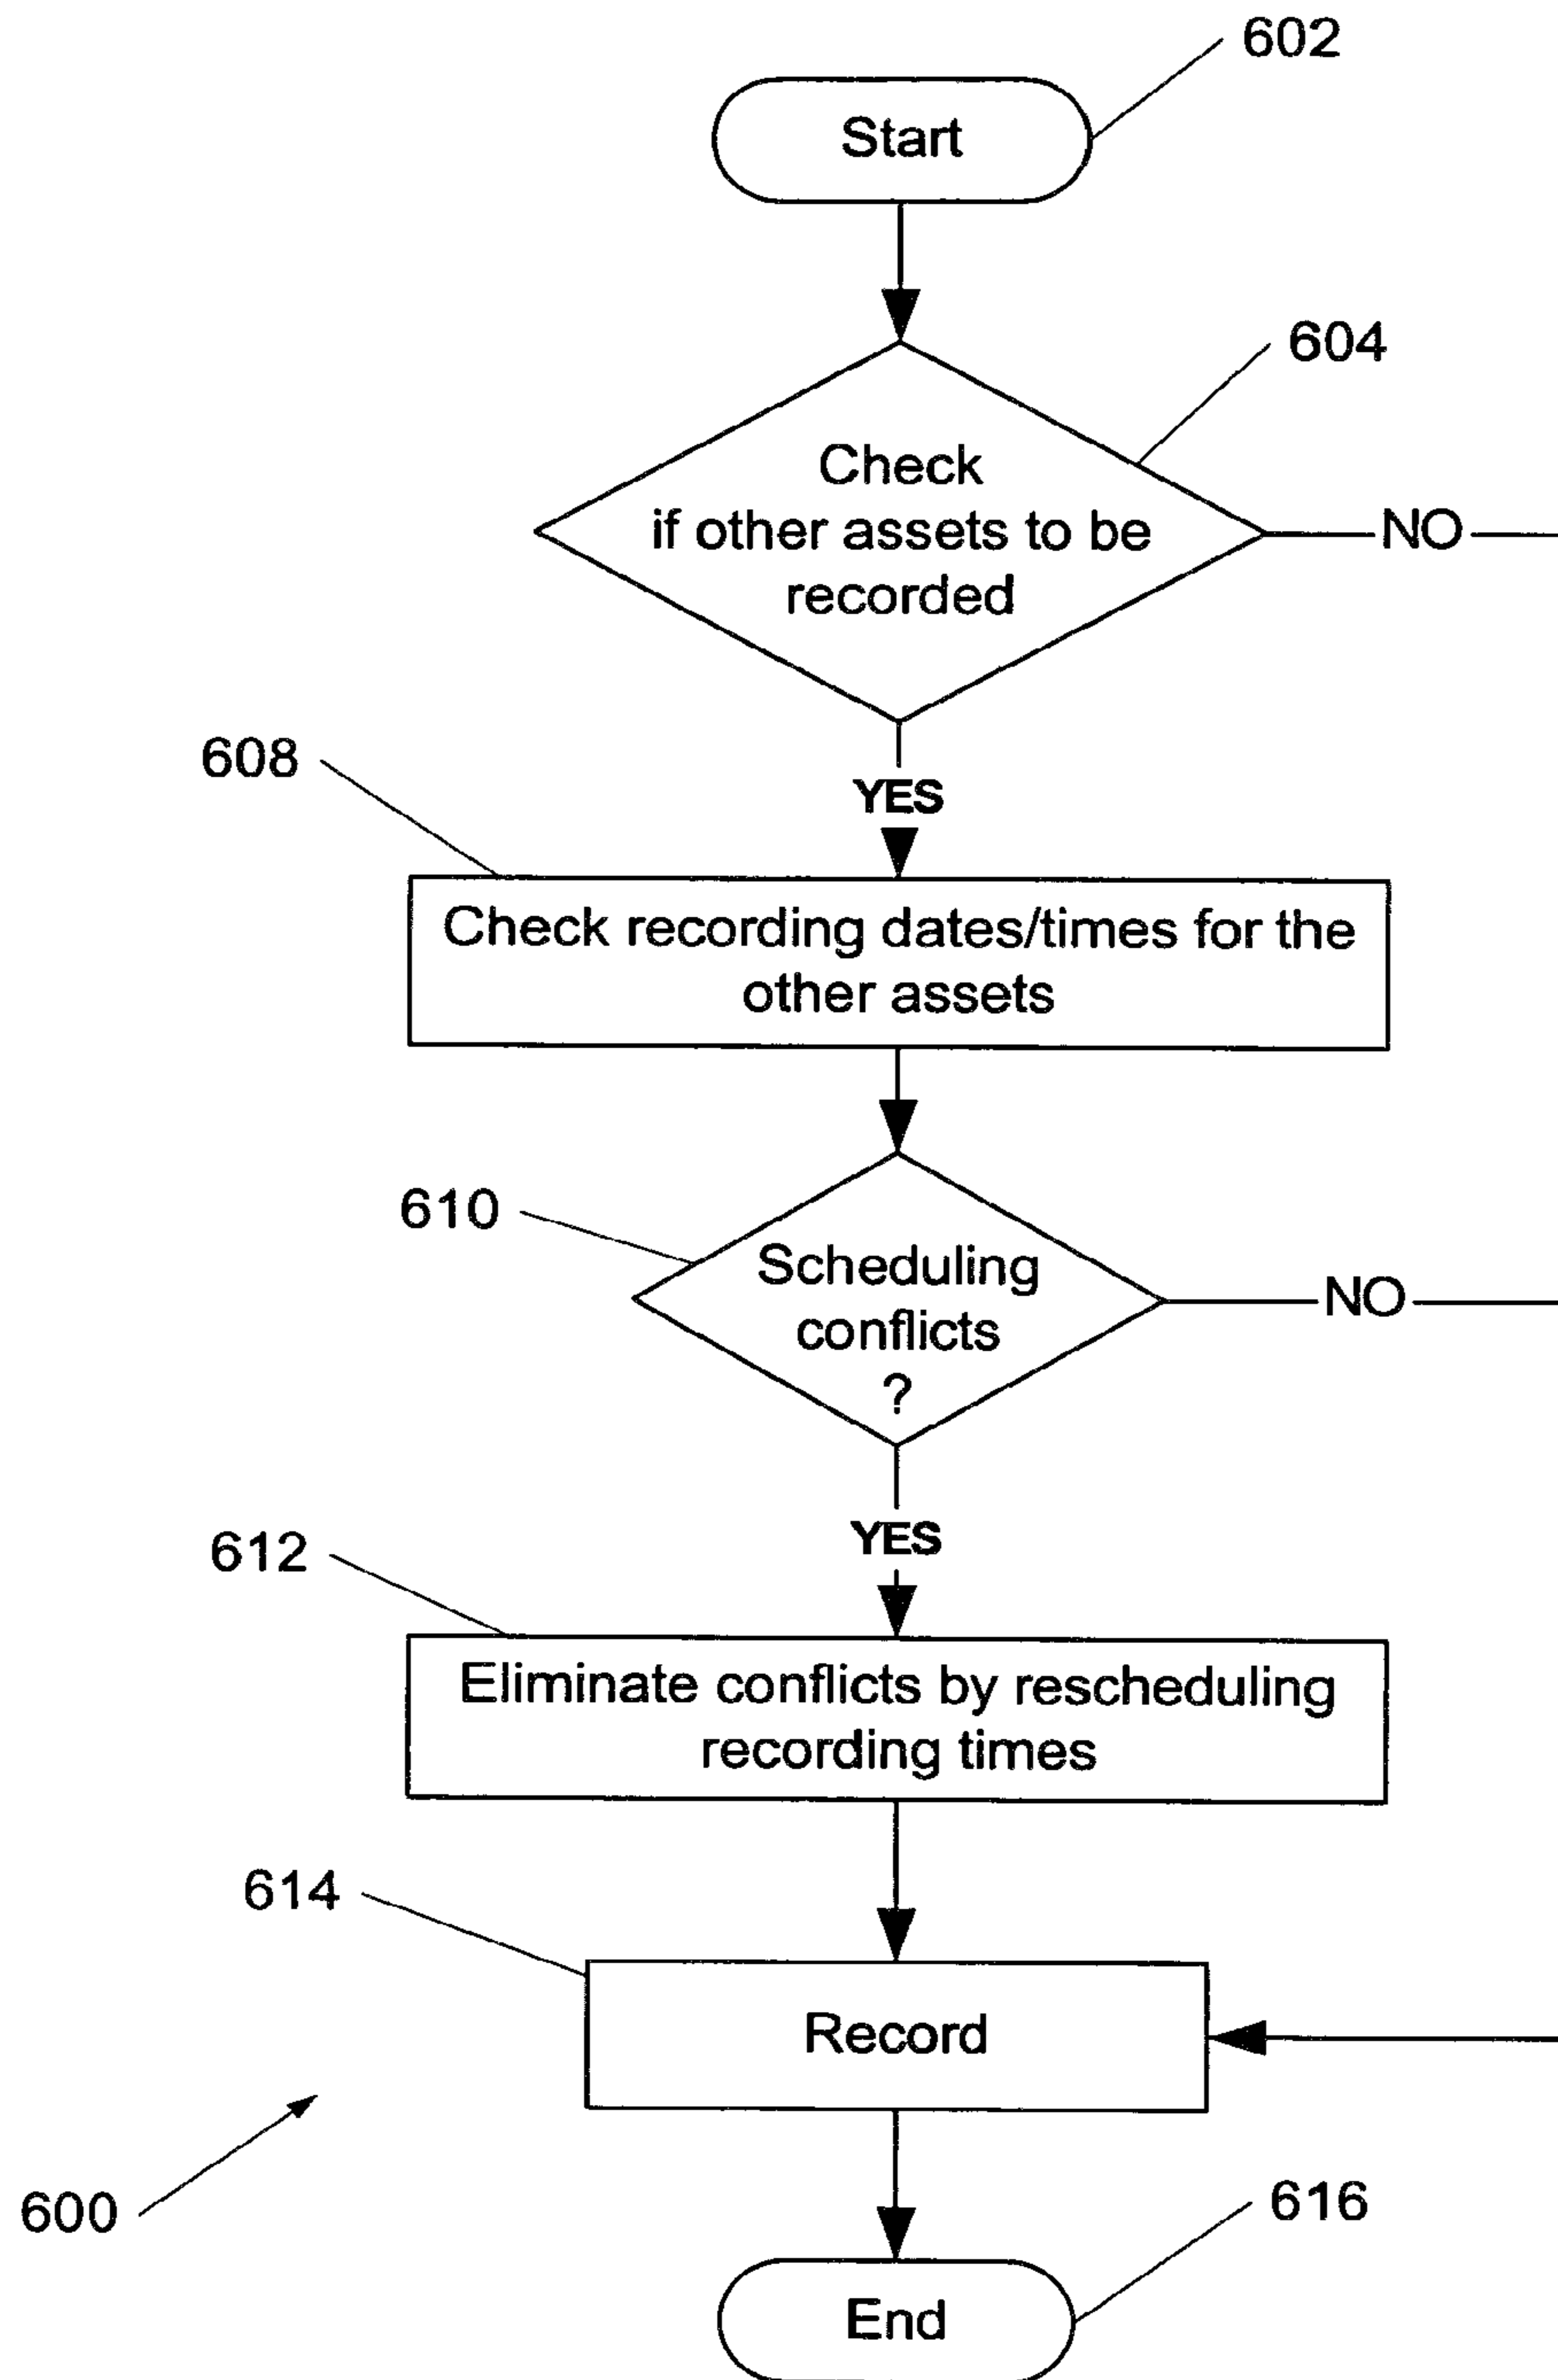 602
Start
604
Check
if other assets to be
recorded
NO
608
YES
Check recording dates/times for the
other assets
610
Scheduling
conflicts
?
NO
YES
612
Eliminate conflicts by rescheduling
recording times
614
Record
600
616
End